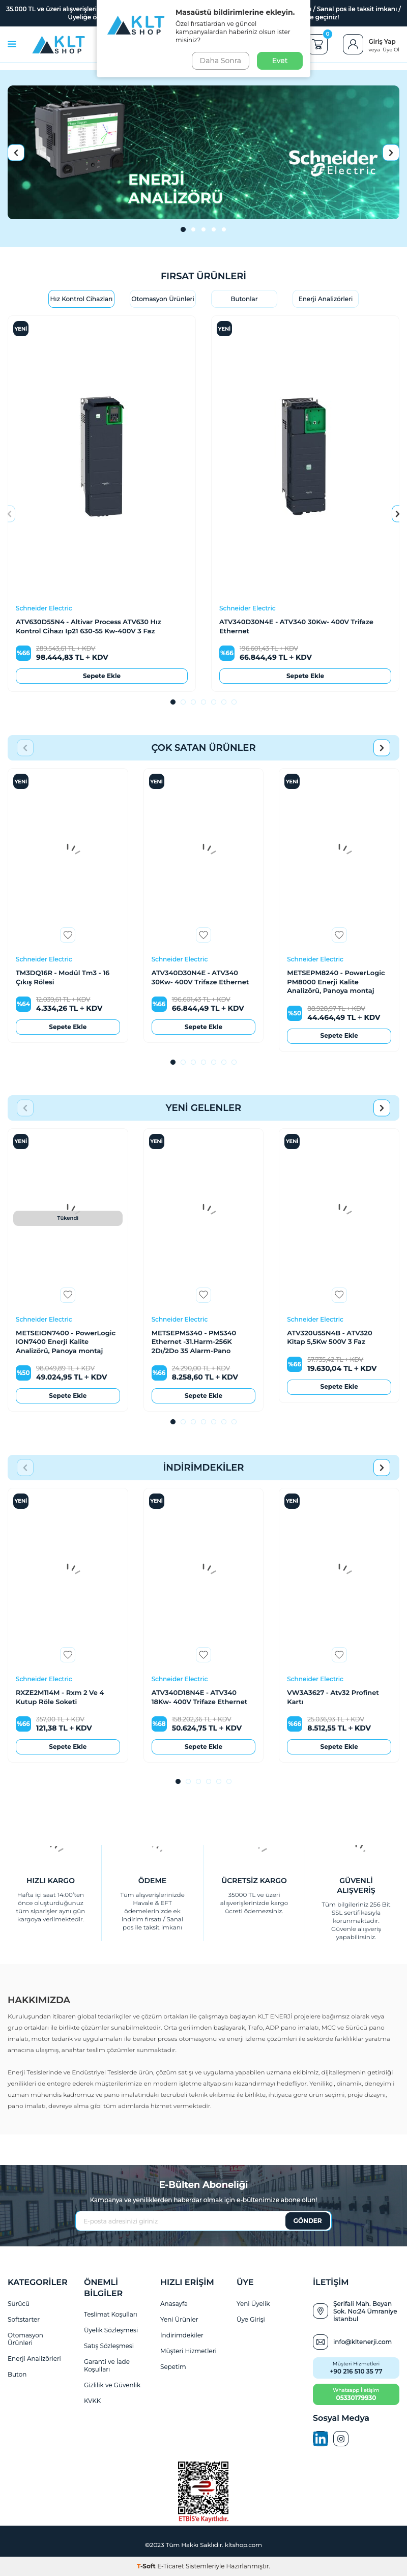 35.000 TL ve üzeri alışverişleri
/ Sanal pos ile taksit imkanı /
Üyeliğe ö
geçiniz!
KLT
SHOP
Masaüstü bildirimlerine ekleyin.
Özel fırsatlardan ve güncel
kampanyalardan haberiniz olsun ister
misiniz?
Daha Sonra
Evet
KLT
SHOP
0
Giriş Yap
veya Üye Ol
ENERJİ
ANALİZÖRÜ
Schneider
Electric
FIRSAT ÜRÜNLERİ
Hız Kontrol Cihazları
Otomasyon Ürünleri
Butonlar
Enerji Analizörleri
YENİ
YENİ
Schneider Electric
ATV630D55N4 - Altivar Process ATV630 Hız
Kontrol Cihazı Ip21 630-55 Kw-400V 3 Faz
%66
289.543,61 TL + KDV
98.444,83 TL + KDV
Sepete Ekle
Schneider Electric
ATV340D30N4E - ATV340 30Kw- 400V Trifaze
Ethernet
%66
196.601,43 TL + KDV
66.844,49 TL + KDV
Sepete Ekle
ÇOK SATAN ÜRÜNLER
YENİ
YENİ
YENİ
Schneider Electric
TM3DQ16R - Modül Tm3 - 16
Çıkış Rölesi
%64
12.039,61 TL + KDV
4.334,26 TL + KDV
Sepete Ekle
Schneider Electric
ATV340D30N4E - ATV340
30Kw- 400V Trifaze Ethernet
%66
196.601,43 TL + KDV
66.844,49 TL + KDV
Sepete Ekle
Schneider Electric
METSEPM8240 - PowerLogic
PM8000 Enerji Kalite
Analizörü, Panoya montaj
%50
88.928,97 TL + KDV
44.464,49 TL + KDV
Sepete Ekle
YENİ GELENLER
YENİ
YENİ
YENİ
Tükendi
Schneider Electric
METSEION7400 - PowerLogic
ION7400 Enerji Kalite
Analizörü, Panoya montaj
%50
98.049,89 TL + KDV
49.024,95 TL + KDV
Sepete Ekle
Schneider Electric
METSEPM5340 - PM5340
Ethernet -31.Harm-256K
2Dı/2Do 35 Alarm-Pano
%66
24.290,00 TL + KDV
8.258,60 TL + KDV
Sepete Ekle
Schneider Electric
ATV320U55N4B - ATV320
Kitap 5,5Kw 500V 3 Faz
%66
57.735,42 TL + KDV
19.630,04 TL + KDV
Sepete Ekle
İNDİRİMDEKİLER
YENİ
YENİ
YENİ
Schneider Electric
RXZE2M114M - Rxm 2 Ve 4
Kutup Röle Soketi
%66
357,00 TL + KDV
121,38 TL + KDV
Sepete Ekle
Schneider Electric
ATV340D18N4E - ATV340
18Kw- 400V Trifaze Ethernet
%68
158.202,36 TL + KDV
50.624,75 TL + KDV
Sepete Ekle
Schneider Electric
VW3A3627 - Atv32 Profinet
Kartı
%66
25.036,93 TL + KDV
8.512,55 TL + KDV
Sepete Ekle
HIZLI KARGO
Hafta içi saat 14:00'ten
önce oluşturduğunuz
tüm siparişler aynı gün
kargoya verilmektedir.
ÖDEME
Tüm alışverişlerinizde
Havale & EFT
ödemelerinizde ek
indirim fırsatı / Sanal
pos ile taksit imkanı
ÜCRETSİZ KARGO
35000 TL ve üzeri
alışverişlerinizde kargo
ücreti ödemezsiniz.
GÜVENLİ
ALIŞVERİŞ
Tüm bilgileriniz 256 Bit
SSL sertifikasıyla
korunmaktadır.
Güvenle alışveriş
yapabilirsiniz.
HAKKIMIZDA
Kuruluşundan itibaren global tedarikçiler ve çözüm ortakları ile çalışmaya başlayan KLT ENERJİ projelere bağımsız olarak veya
grup ortakları ile birlikte çözümler sunabilmektedir. Orta gerilimden başlayarak, Trafo, ADP pano imalatı, MCC ve Sürücü pano
imalatı, motor tedarik ve uygulamaları ile beraber proses otomasyonu ve enerji izleme çözümleri ile sektörde farklılıklar yaratma
amacına ulaşmış, anahtar teslim çözümler sunmaktadır.
Enerji Tesislerinde ve Endüstriyel Tesislerde ürün, çözüm satışı ve uygulama yapabilen uzmana ekibimiz, dijitalleşmenin getirdiği
yenilikleri de entegre ederek müşterilerimize en modern işletme altyapısını kazandırmayı hedefliyor. Yenilikçi, dinamik, deneyimli
uzman mühendis kadromuz ve pano imalatındaki tecrübeli teknik ekibimiz ile birlikte, ihtiyaca göre ürün seçimi, proje dizaynı,
pano imalatı, devreye alma gibi tüm adımlarda hizmet vermektedir.
E-Bülten Aboneliği
Kampanya ve yeniliklerden haberdar olmak için e-bültenimize abone olun!
E-posta adresinizi giriniz
GÖNDER
KATEGORİLER
Sürücü
Softstarter
Otomasyon
Ürünleri
Enerji Analizörleri
Buton
ÖNEMLİ
BİLGİLER
Teslimat Koşulları
Üyelik Sözleşmesi
Satış Sözleşmesi
Garanti ve İade
Koşulları
Gizlilik ve Güvenlik
KVKK
HIZLI ERİŞİM
Anasayfa
Yeni Ürünler
İndirimdekiler
Müşteri Hizmetleri
Sepetim
ÜYE
Yeni Üyelik
Üye Girişi
İLETİŞİM
Şerifali Mah. Beyan
Sok. No:24 Ümraniye
İstanbul
info@kltenerji.com
Müşteri Hizmetleri
+90 216 510 35 77
Whatsapp İletişim
05330179930
Sosyal Medya
ETBİS'e Kayıtlıdır.
©2023 Tüm Hakkı Saklıdır. kltshop.com
T-Soft E-Ticaret Sistemleriyle Hazırlanmıştır.